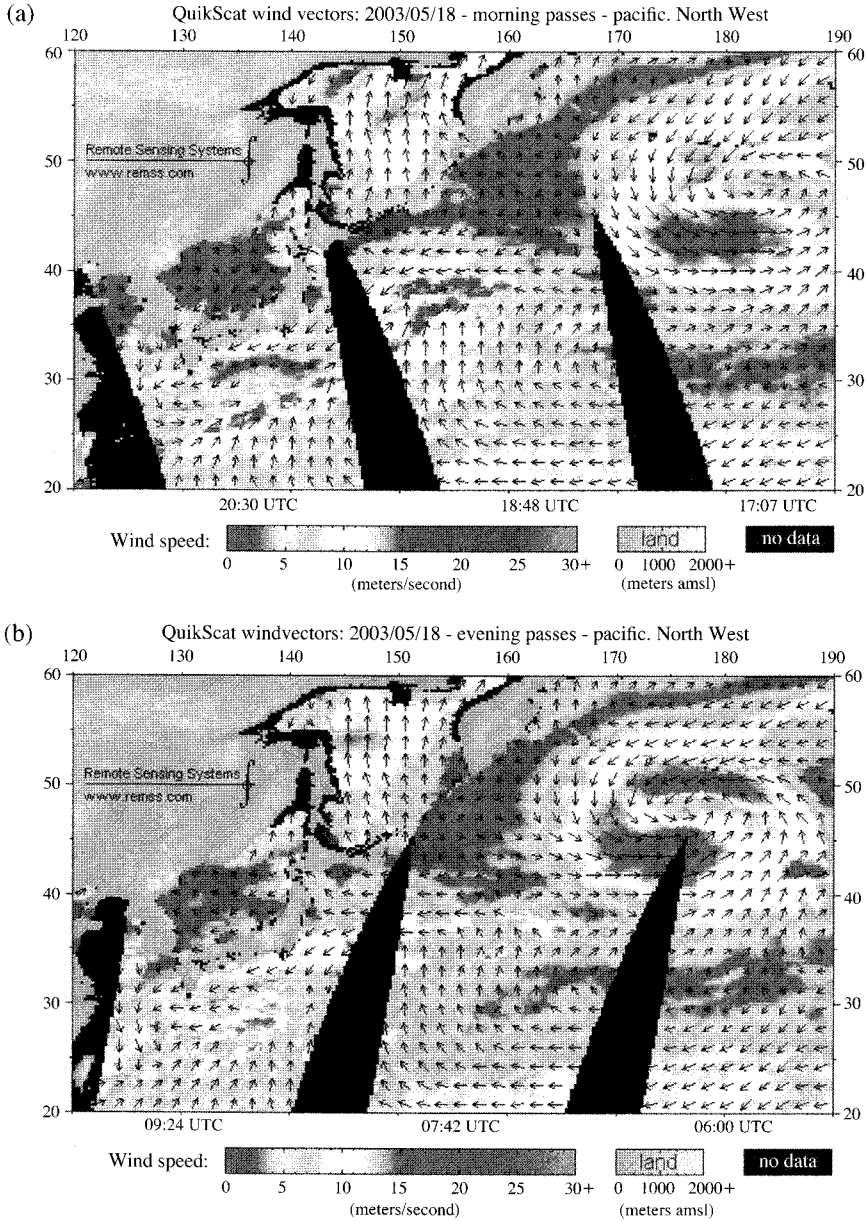 (a)
QuikScat wind vectors: 2003/05/18 - morning passes - pacific. North West
120 130 140 150 160 170 180 190
60 60
50 50
40 40
30 30
20 20
Remote Sensing Systems
www.remss.com
20:30 UTC 18:48 UTC 17:07 UTC
Wind speed: land no data
0 5 10 15 20 25 30+ 0 1000 2000+
(meters/second) (meters amsl)
(b)
QuikScat windvectors: 2003/05/18 - evening passes - pacific. North West
120 130 140 150 160 170 180 190
60 60
50 50
40 40
30 30
20 20
Remote Sensing Systems
www.remss.com
09:24 UTC 07:42 UTC 06:00 UTC
Wind speed: land no data
0 5 10 15 20 25 30+ 0 1000 2000+
(meters/second) (meters amsl)